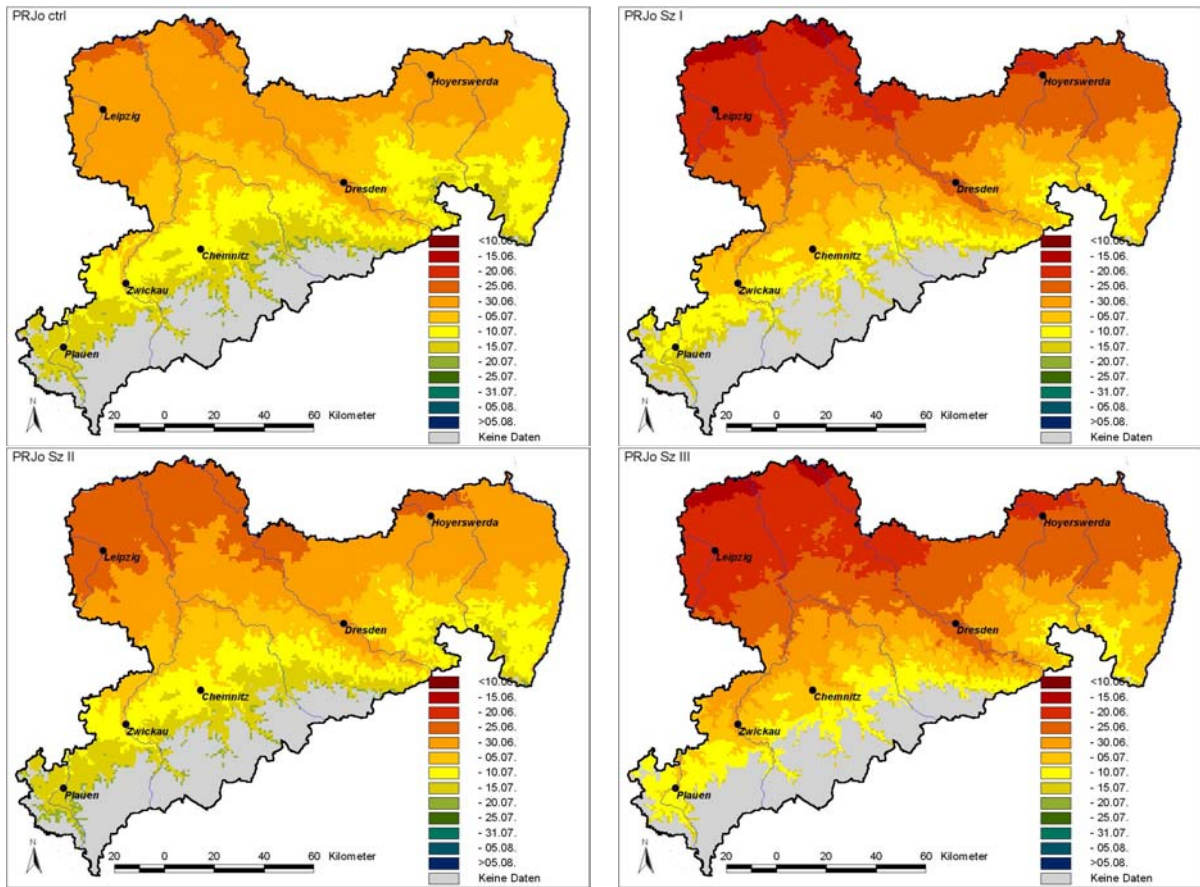 PRJo ctrl
Hoyerswerda
Leipzig
Dresden
Chemnitz
Zwickau
Plauen
<10.06.
- 15.06.
- 20.06.
- 25.06.
- 30.06.
- 05.07.
- 10.07.
- 15.07.
- 20.07.
- 25.07.
- 31.07.
- 05.08.
>05.08.
Keine Daten
N
20 0 20 40 60 Kilometer
PRJo Sz I
Hoyerswerda
Leipzig
Dresden
Chemnitz
Zwickau
Plauen
<10.06.
- 15.06.
- 20.06.
- 25.06.
- 30.06.
- 05.07.
- 10.07.
- 15.07.
- 20.07.
- 25.07.
- 31.07.
- 05.08.
>05.08.
Keine Daten
N
20 0 20 40 60 Kilometer
PRJo Sz II
Hoyerswerda
Leipzig
Dresden
Chemnitz
Zwickau
Plauen
<10.06.
- 15.06.
- 20.06.
- 25.06.
- 30.06.
- 05.07.
- 10.07.
- 15.07.
- 20.07.
- 25.07.
- 31.07.
- 05.08.
>05.08.
Keine Daten
N
20 0 20 40 60 Kilometer
PRJo Sz III
Hoyerswerda
Leipzig
Dresden
Chemnitz
Zwickau
Plauen
<10.06.
- 15.06.
- 20.06.
- 25.06.
- 30.06.
- 05.07.
- 10.07.
- 15.07.
- 20.07.
- 25.07.
- 31.07.
- 05.08.
>05.08.
Keine Daten
N
20 0 20 40 60 Kilometer